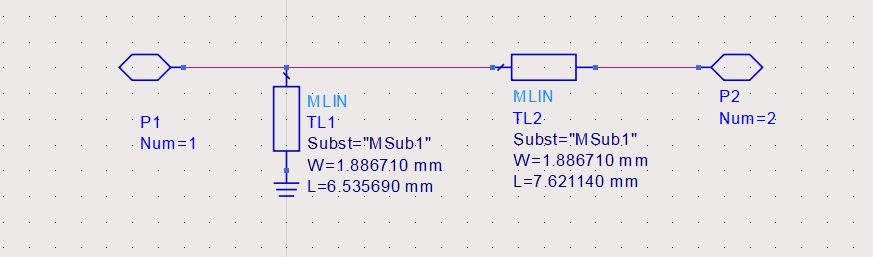 P1
Num=1
MLIN
TL1
Subst="MSub1"
W=1.886710 mm
L=6.535690 mm
MLIN
TL2
Subst="MSub1"
W=1.886710 mm
L=7.621140 mm
P2
Num=2